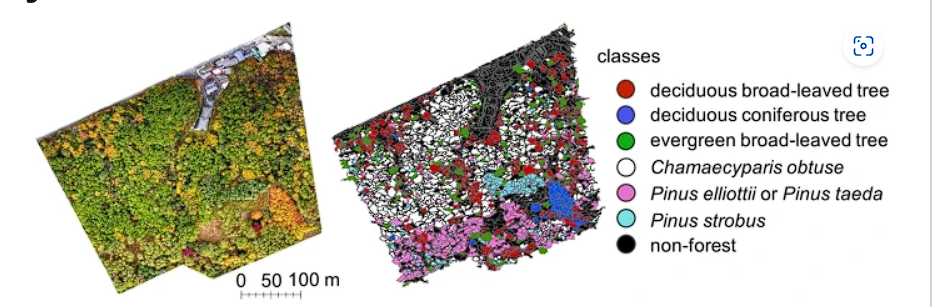 classes
deciduous broad-leaved tree
deciduous coniferous tree
evergreen broad-leaved tree
Chamaecyparis obtuse
Pinus elliottii or Pinus taeda
Pinus strobus
non-forest
0 50 100 m